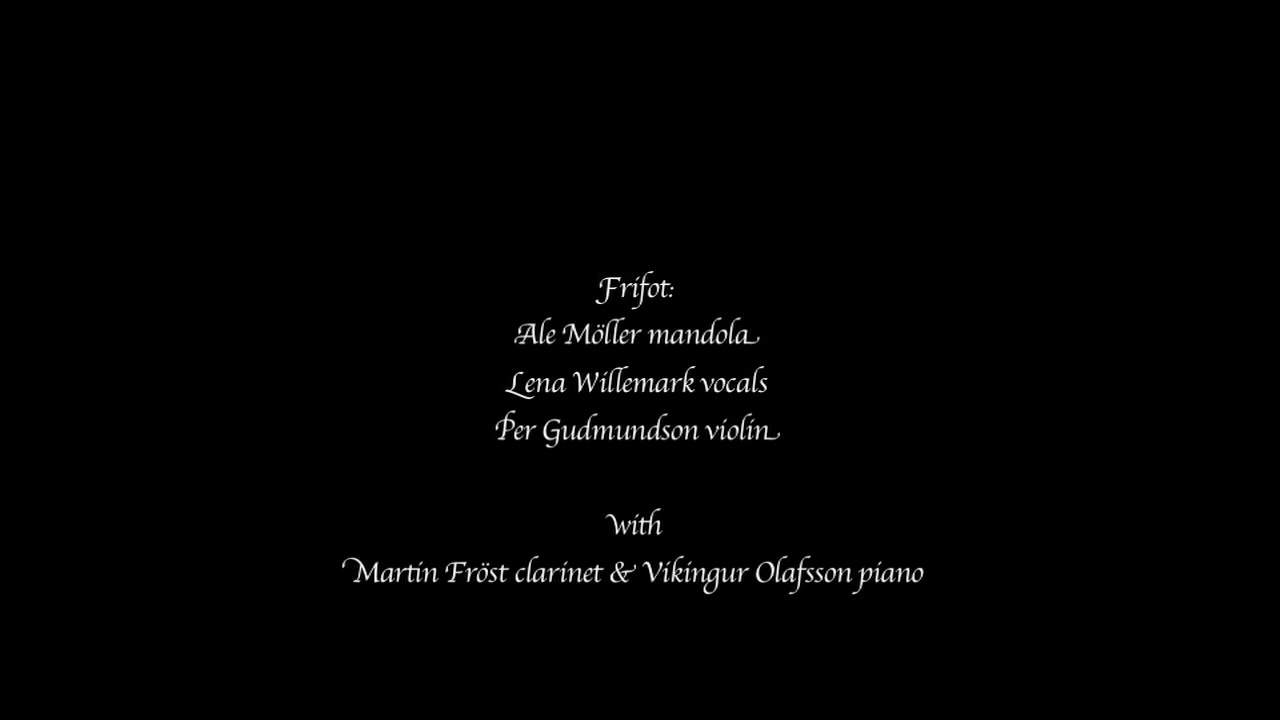 Frifot:
Ale Möller mandola
Lena Willemark vocals
Per Gudmundson violin
with
Martin Fröst clarinet & Vikingur Olafsson piano